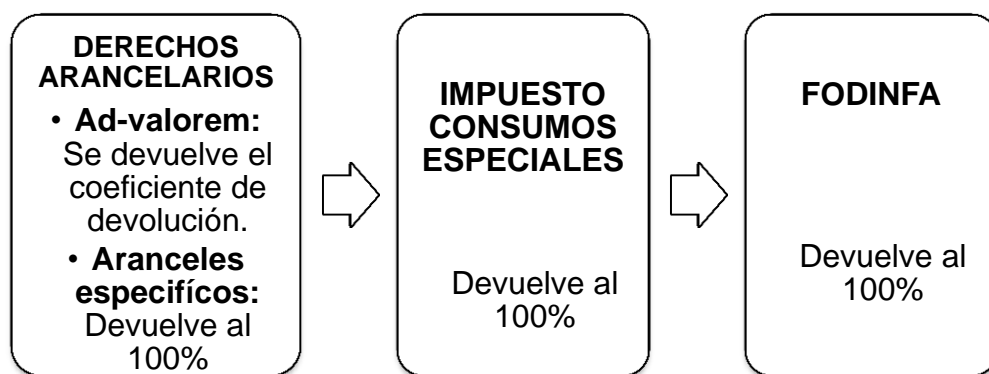 DERECHOS
ARANCELARIOS
• Ad-valorem:
Se devuelve el
coeficiente de
devolución.
• Aranceles
especifícos:
Devuelve al
100%
IMPUESTO
CONSUMOS
ESPECIALES
Devuelve al
100%
FODINFA
Devuelve al
100%